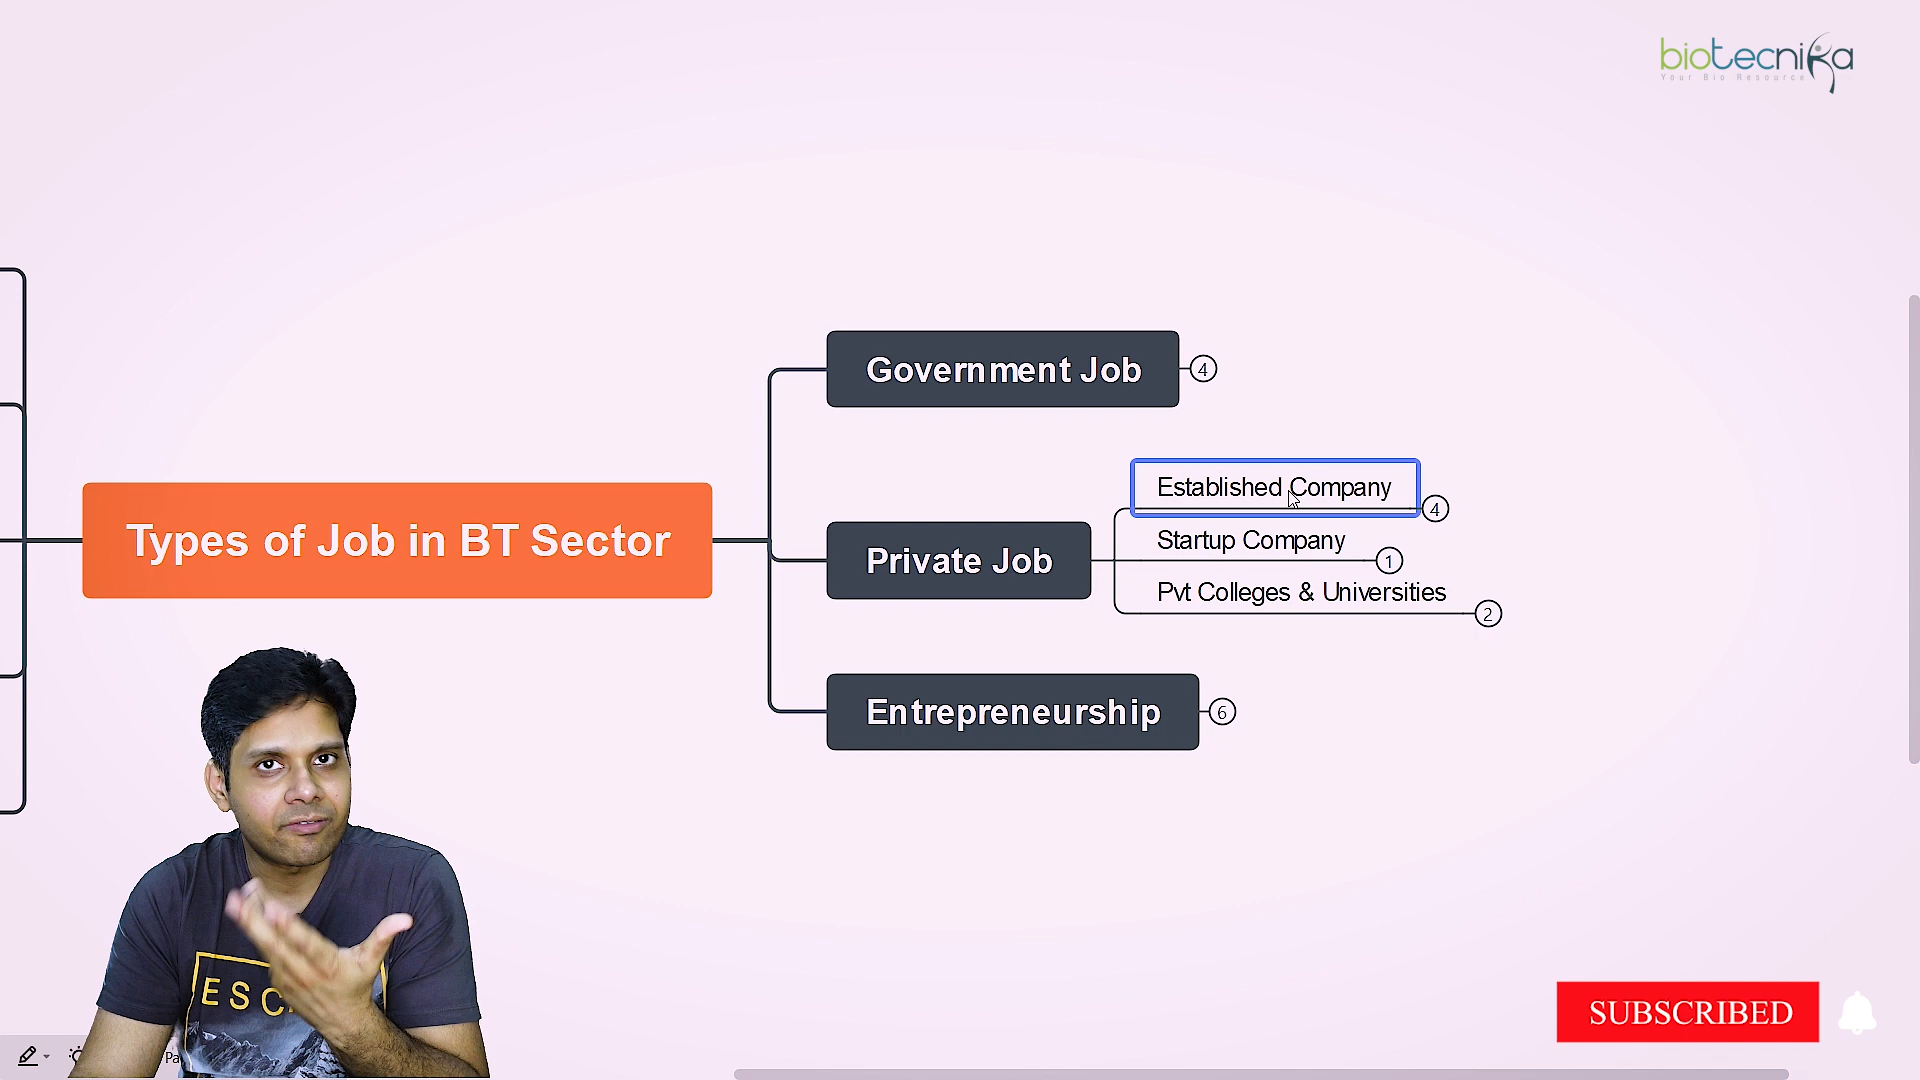 biotecnika
Your Bio Resource
Government Job
4
Established Company
4
Types of Job in BT Sector
Private Job
Startup Company
1
Pvt Colleges & Universities
2
Entrepreneurship
6
ESC
SUBSCRIBED
Pa